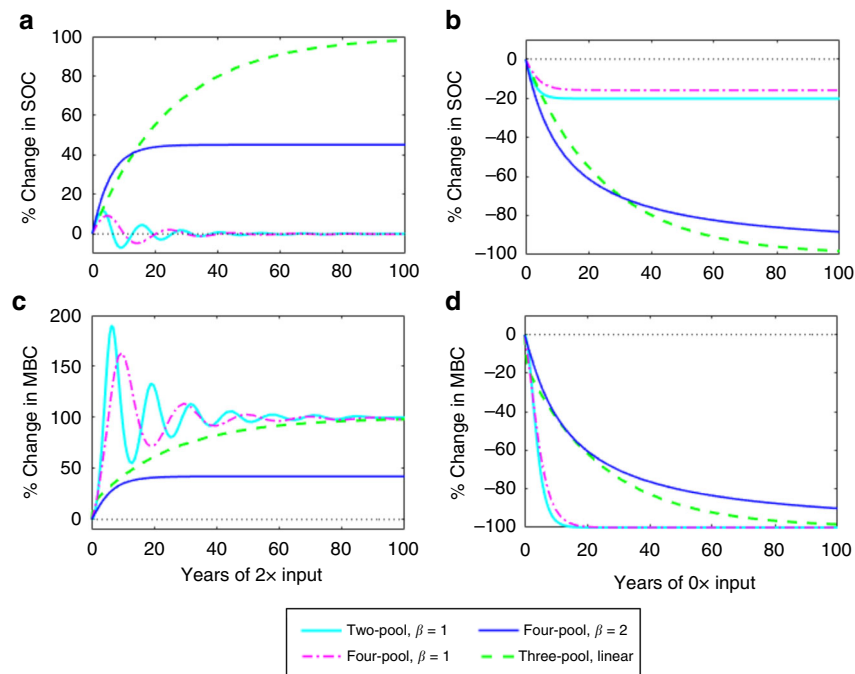 a
% Change in SOC
100
80
60
40
20
0
0 20 40 60 80 100
b
% Change in SOC
0
−20
−40
−60
−80
−100
0 20 40 60 80 100
c
% Change in MBC
200
150
100
50
0
0 20 40 60 80 100
Years of 2× input
d
% Change in MBC
0
−20
−40
−60
−80
−100
0 20 40 60 80 100
Years of 0× input
Two-pool, β = 1
Four-pool, β = 2
Four-pool, β = 1
Three-pool, linear